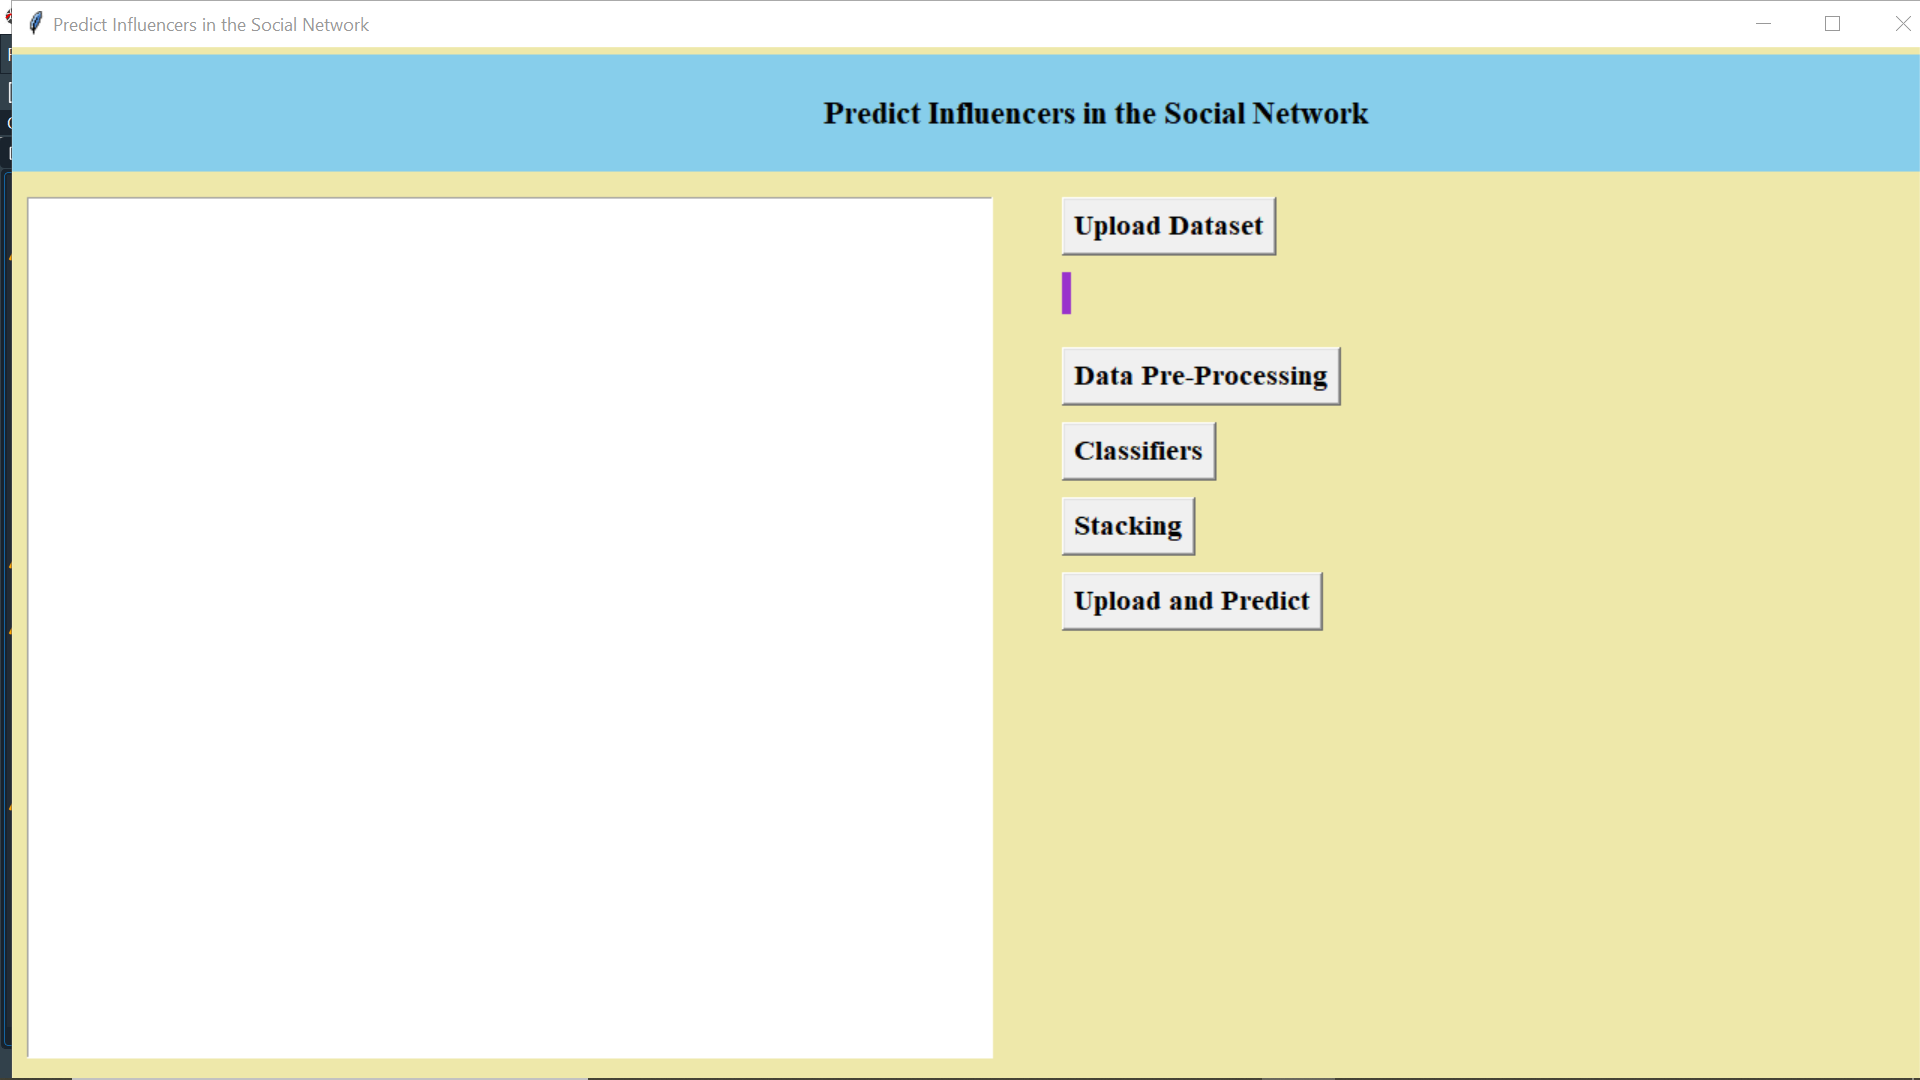 Predict Influencers in the Social Network
Predict Influencers in the Social Network
Upload Dataset
Data Pre-Processing
Classifiers
Stacking
Upload and Predict